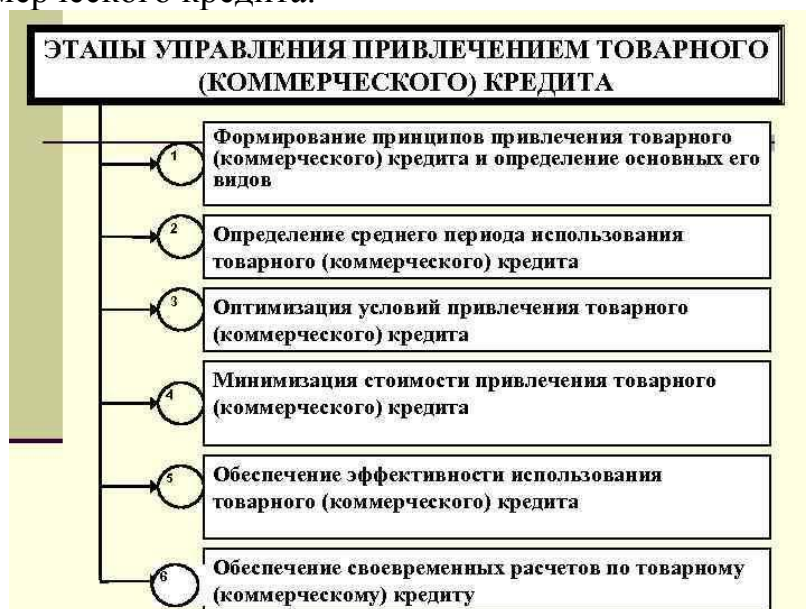 мерческого кредита.
ЭТАПЫ УПРАВЛЕНИЯ ПРИВЛЕЧЕНИЕМ ТОВАРНОГО
(КОММЕРЧЕСКОГО) КРЕДИТА
1
Формирование принципов привлечения товарного
(коммерческого) кредита и определение основных его
видов
2
Определение среднего периода использования
товарного (коммерческого) кредита
3
Оптимизация условий привлечения товарного
(коммерческого) кредита
4
Минимизация стоимости привлечения товарного
(коммерческого) кредита
5
Обеспечение эффективности использования
товарного (коммерческого) кредита
6
Обеспечение своевременных расчетов по товарному
(коммерческому) кредиту